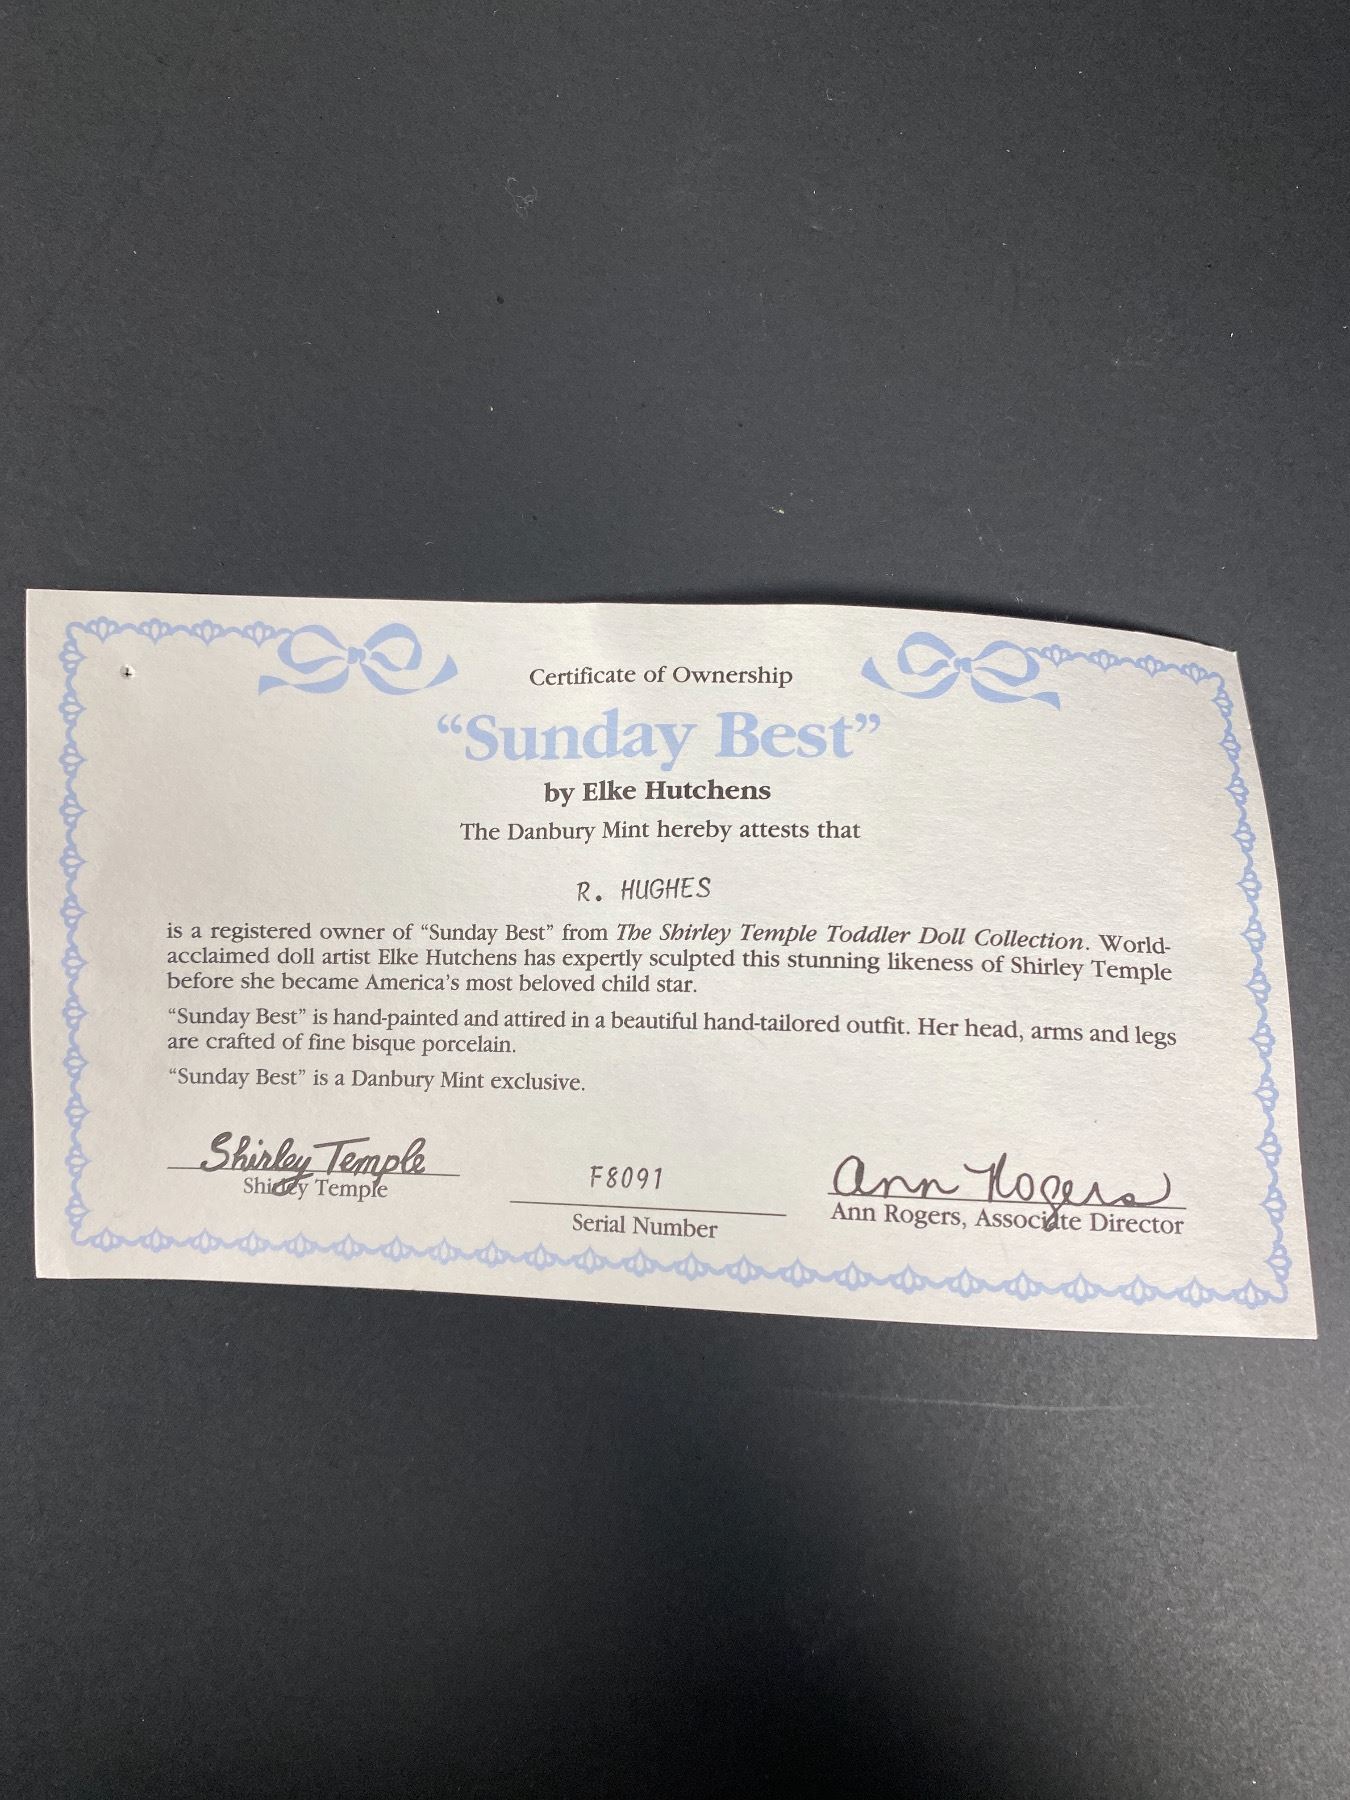 Certificate of Ownership
“Sunday Best”
by Elke Hutchens
The Danbury Mint hereby attests that
R. HUGHES
is a registered owner of “Sunday Best” from The Shirley Temple Toddler Doll Collection. World-
acclaimed doll artist Elke Hutchens has expertly sculpted this stunning likeness of Shirley Temple
before she became America’s most beloved child star.
“Sunday Best” is hand-painted and attired in a beautiful hand-tailored outfit. Her head, arms and legs
are crafted of fine bisque porcelain.
“Sunday Best” is a Danbury Mint exclusive.
Shirley Temple
Shirley Temple
F8091
Serial Number
Ann Rogers
Ann Rogers, Associate Director